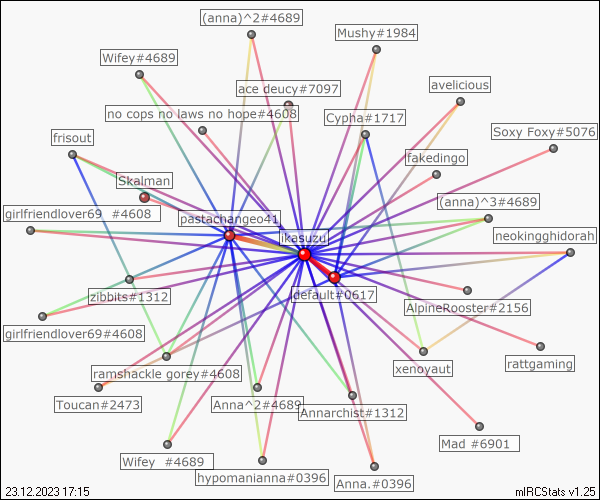 (anna)^2#4689
Mushy#1984
Wifey#4689
ace deucy#7097
avelicious
no cops no laws no hope#4608
Cypha#1717
frisout
Soxy Foxy#5076
fakedingo
Skalman
(anna)^3#4689
girlfriendlover69 #4608
pastachangeo41
neokingghidorah
ikasuzu
zibbits#1312
default#0617
AlpineRooster#2156
girlfriendlover69#4689
rattgaming
xenoyaut
ramshackle gorey#4608
Toucan#2473
Anna^2#4689
Annarchist#1312
Mad #6901
Wifey #4689
hypomanianna#0396
Anna.#0396
23.12.2023 17:15
mIRCStats v1.25